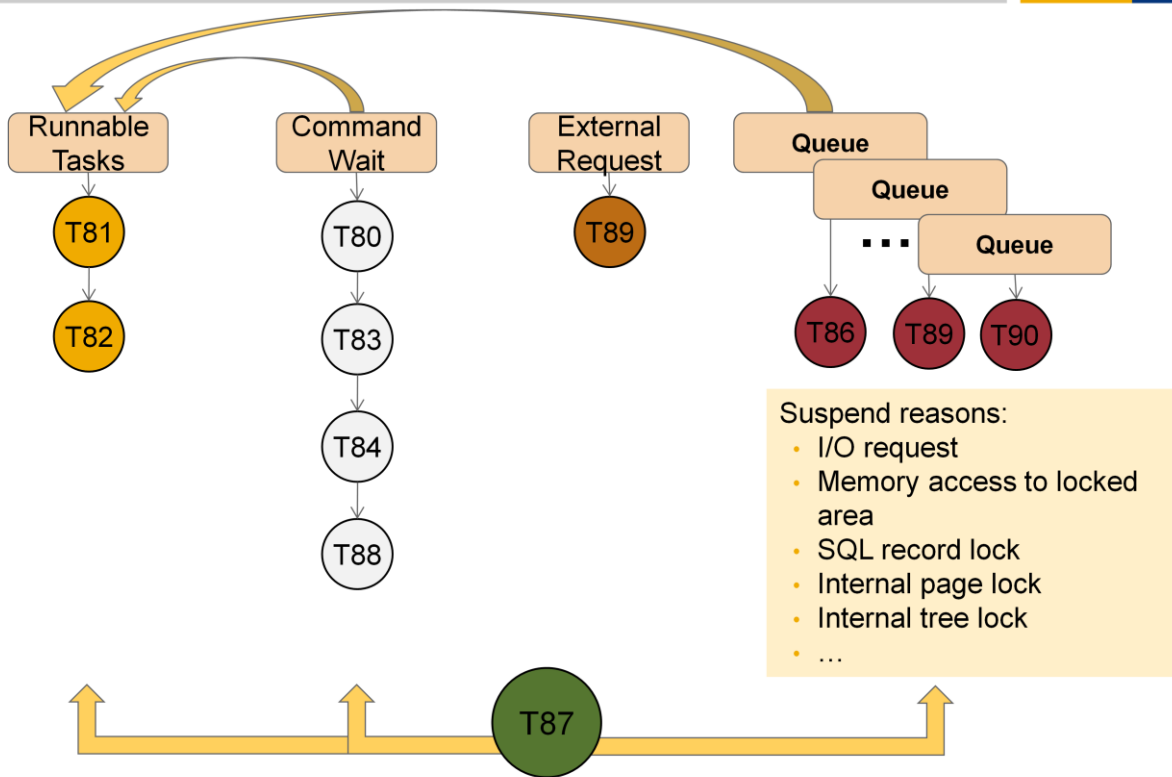 Runnable
Tasks
Command
Wait
External
Request
Queue
Queue
Queue
T81
T80
T89
...
T82
T83
T86
T89
T90
T84
T88
Suspend reasons:
• I/O request
• Memory access to locked
area
• SQL record lock
• Internal page lock
• Internal tree lock
• …
T87